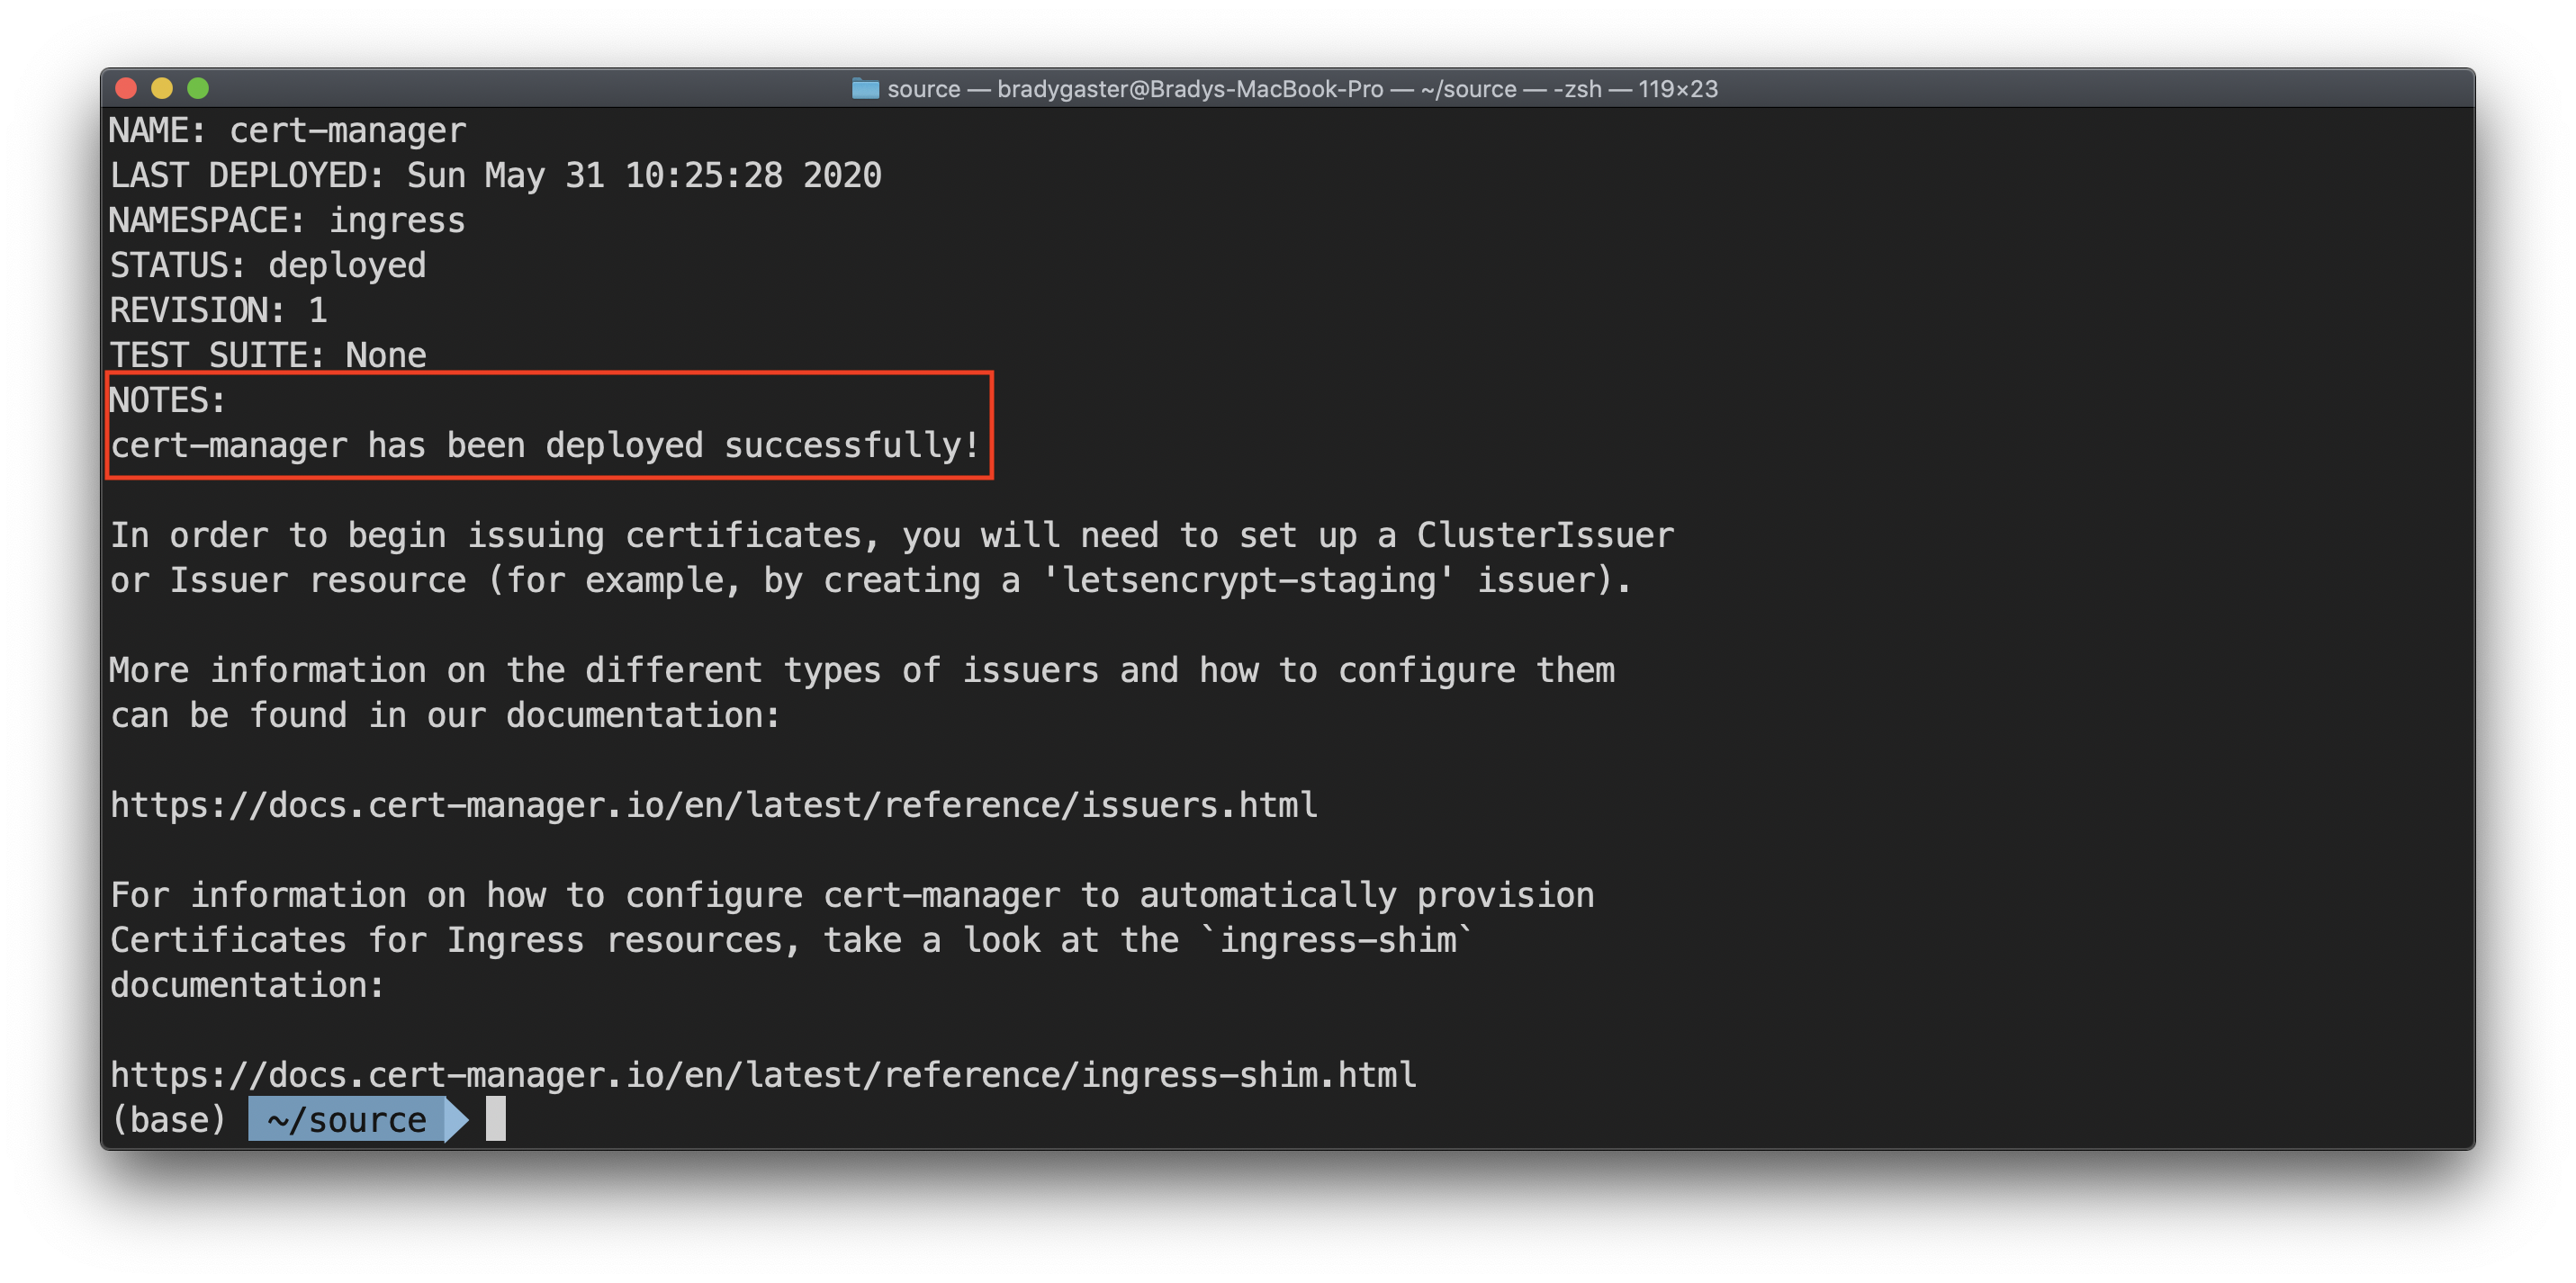 source — bradygaster@Bradys-MacBook-Pro — ~/source — -zsh — 119×23
NAME: cert-manager
LAST DEPLOYED: Sun May 31 10:25:28 2020
NAMESPACE: ingress
STATUS: deployed
REVISION: 1
TEST SUITE: None
NOTES:
cert-manager has been deployed successfully!
In order to begin issuing certificates, you will need to set up a ClusterIssuer
or Issuer resource (for example, by creating a 'letsencrypt-staging' issuer).
More information on the different types of issuers and how to configure them
can be found in our documentation:
https://docs.cert-manager.io/en/latest/reference/issuers.html
For information on how to configure cert-manager to automatically provision
Certificates for Ingress resources, take a look at the `ingress-shim`
documentation:
https://docs.cert-manager.io/en/latest/reference/ingress-shim.html
(base) ~/source